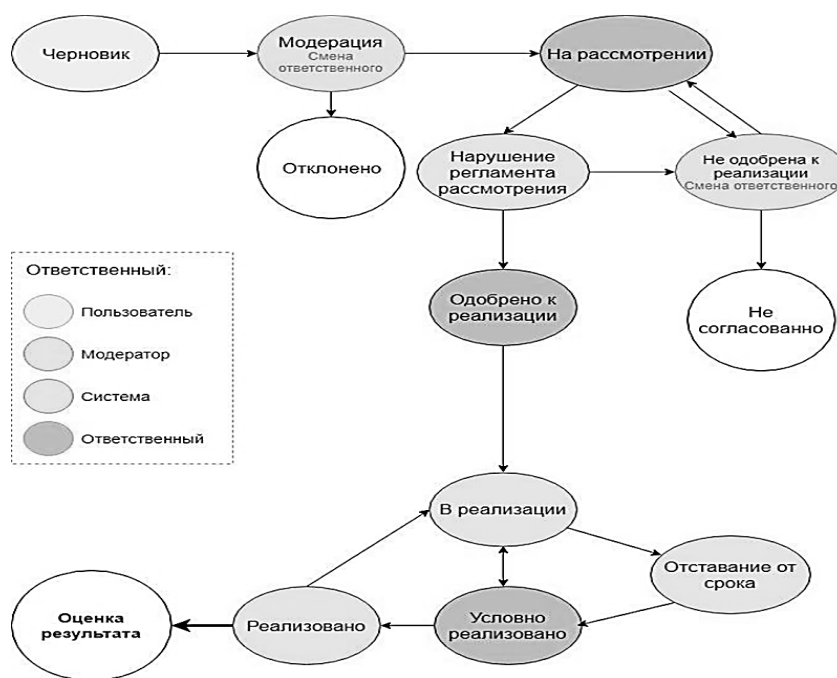 Черновик
Модерация
Смена
ответственного
На рассмотрении
Отклонено
Нарушение
регламента
рассмотрения
Не одобрена к
реализации
Смена ответственного
Ответственный:
Пользователь
Модератор
Система
Ответственный
Одобрено к
реализации
Не
согласованно
В реализации
Отставание от
срока
Оценка
результата
Реализовано
Условно
реализовано